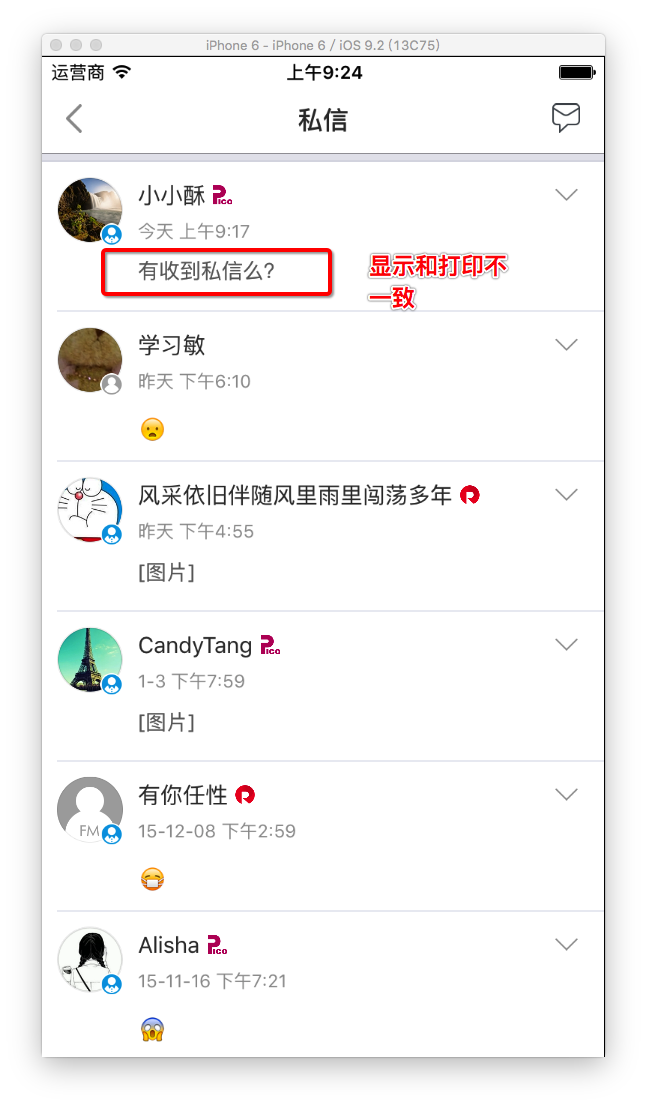 iPhone 6 - iPhone 6 / iOS 9.2 (13C75)
运营商 上午9:24
私信
小小酥 Pico
今天 上午9:17
有收到私信么?
显示和打印不
一致
学习敏
昨天 下午6:10
风采依旧伴随风里雨里闯荡多年 R
昨天 下午4:55
[图片]
CandyTang Pico
1-3 下午7:59
[图片]
FM
有你任性 R
15-12-08 下午2:59
Alisha Pico
15-11-16 下午7:21